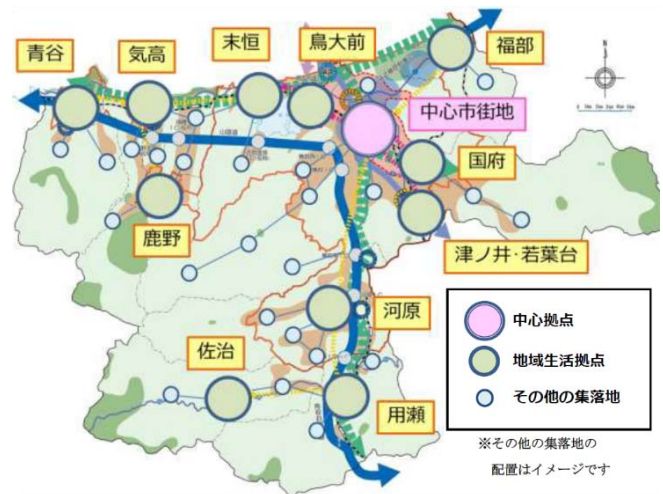 青谷
気高
末恒
鳥大前
福部
中心市街地
国府
津ノ井・若葉台
鹿野
河原
佐治
用瀬
中心拠点
地域生活拠点
その他の集落地
※その他の集落地の
配置はイメージです
N